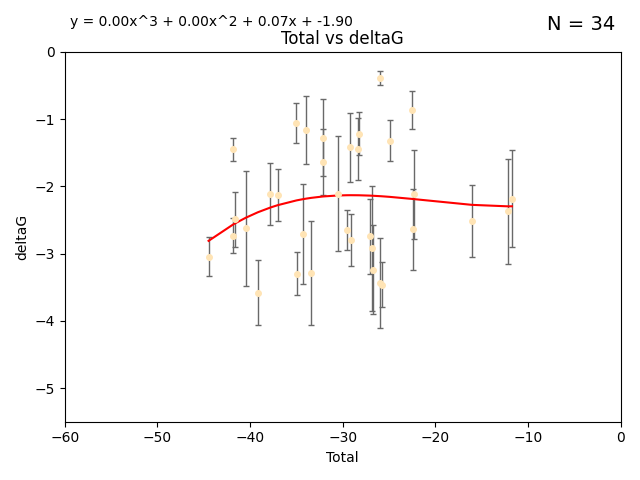 y = 0.00x^3 + 0.00x^2 + 0.07x + -1.90
N = 34
Total vs deltaG
0
−1
−2
−3
−4
−5
deltaG
−60
−50
−40
−30
−20
−10
0
Total